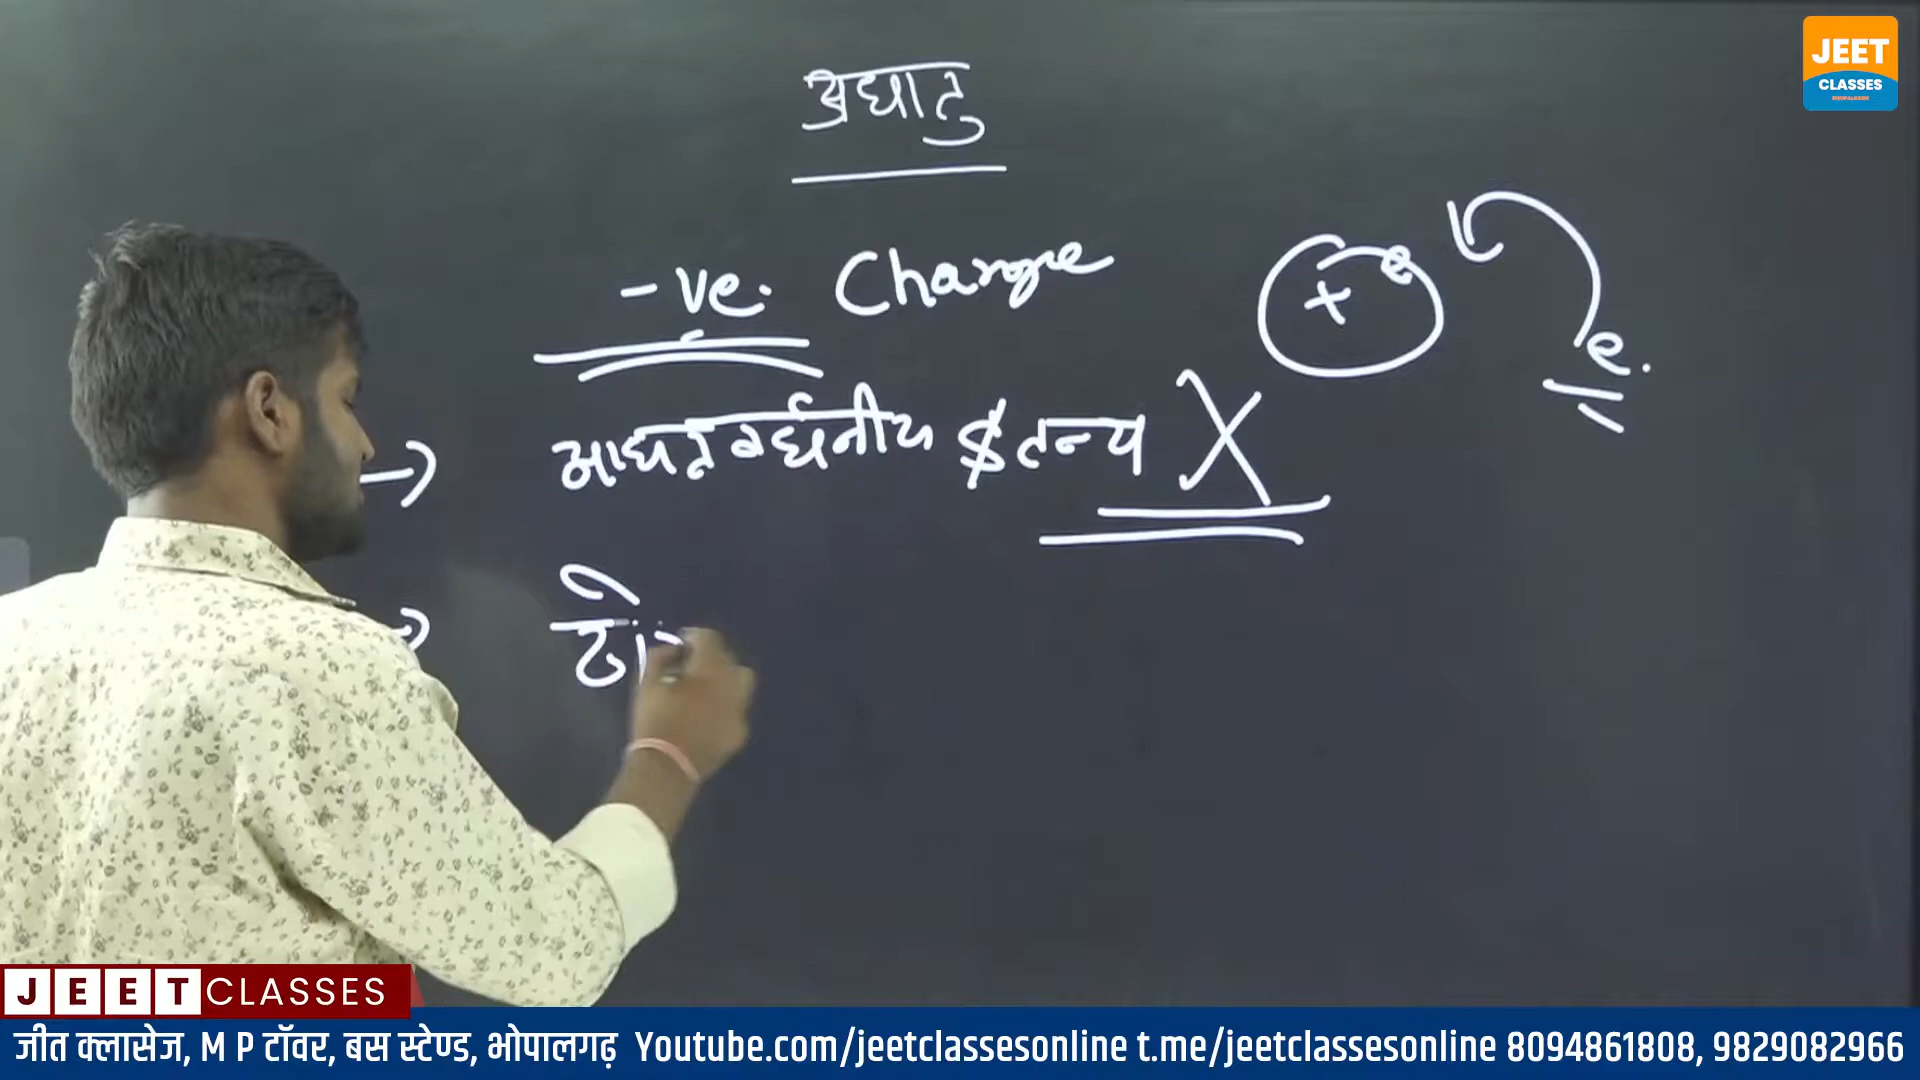 JEET
CLASSES
अधातु
-ve. Charge
+ e
e.
→ आघातवर्धनीय व तन्य X
→
JEET CLASSES
जीत क्लासेज, M P टॉवर, बस स्टेण्ड, भोपालगढ़ Youtube.com/jeetclassesonline t.me/jeetclassesonline 8094861808, 9829082966